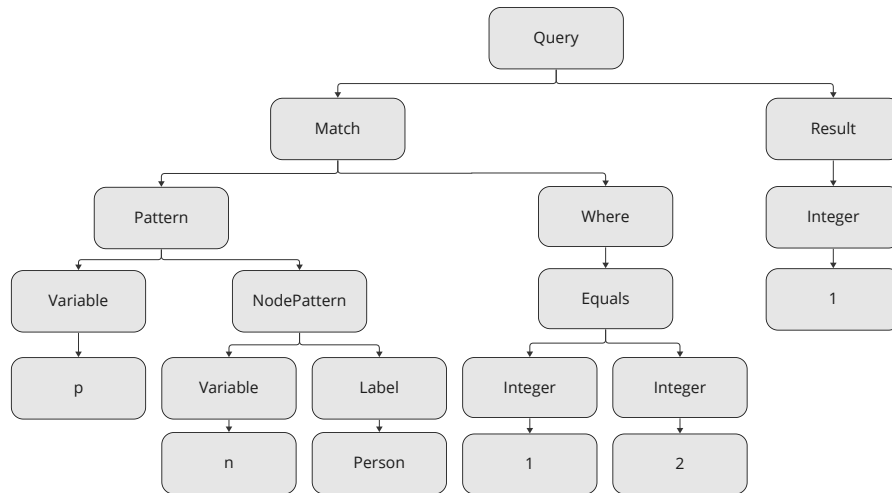 Query
Match
Result
Pattern
Where
Integer
Variable
NodePattern
Equals
1
p
Variable
Label
Integer
Integer
n
Person
1
2